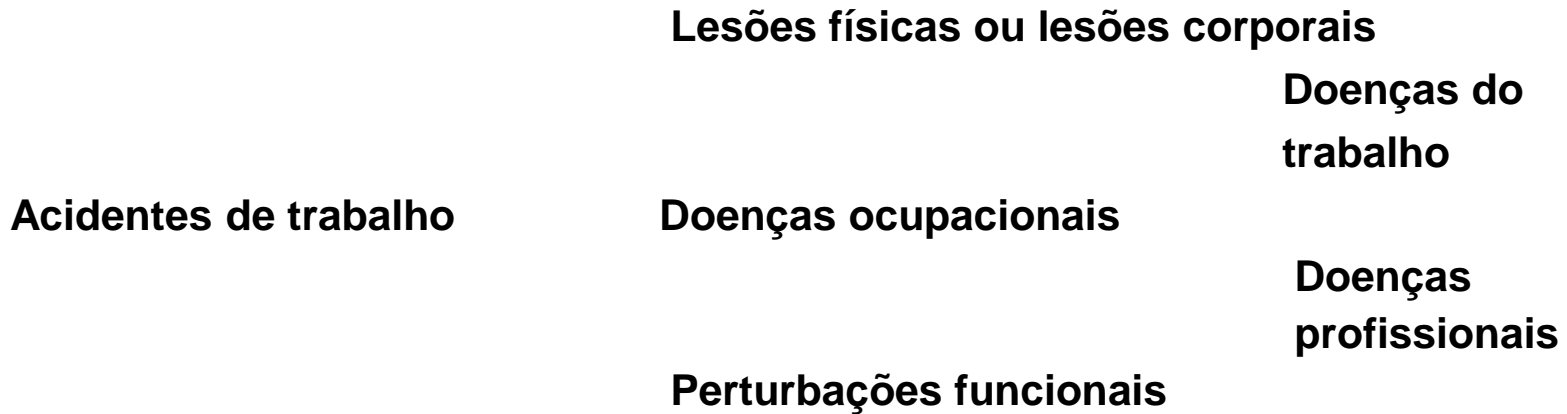 Lesões físicas ou lesões corporais
Doenças do
trabalho
Acidentes de trabalho
Doenças ocupacionais
Doenças
profissionais
Perturbações funcionais